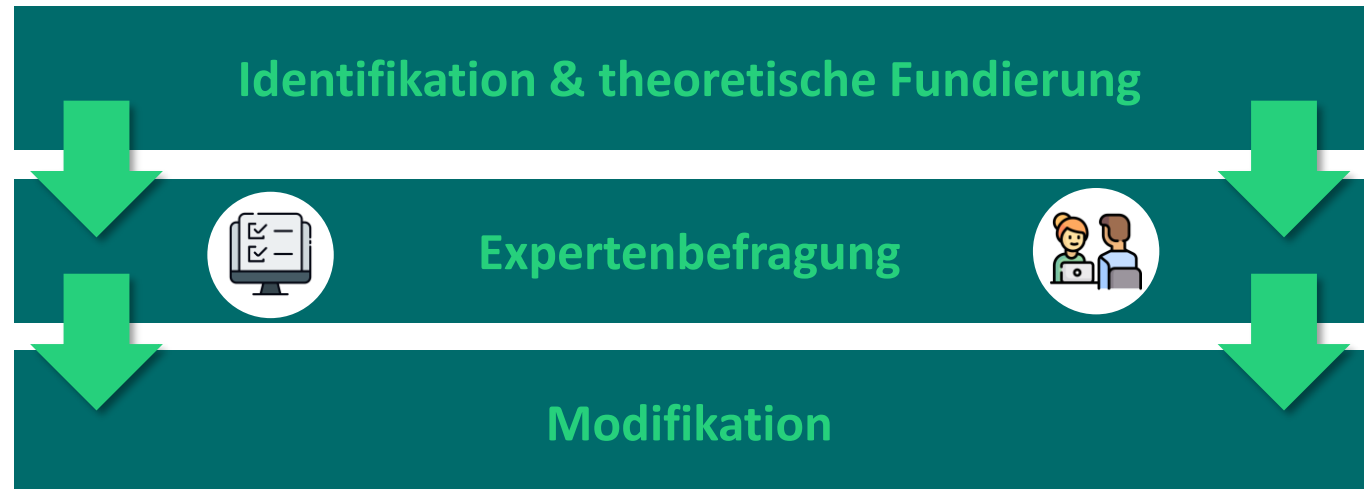 Identifikation & theoretische Fundierung
Expertenbefragung
Modifikation